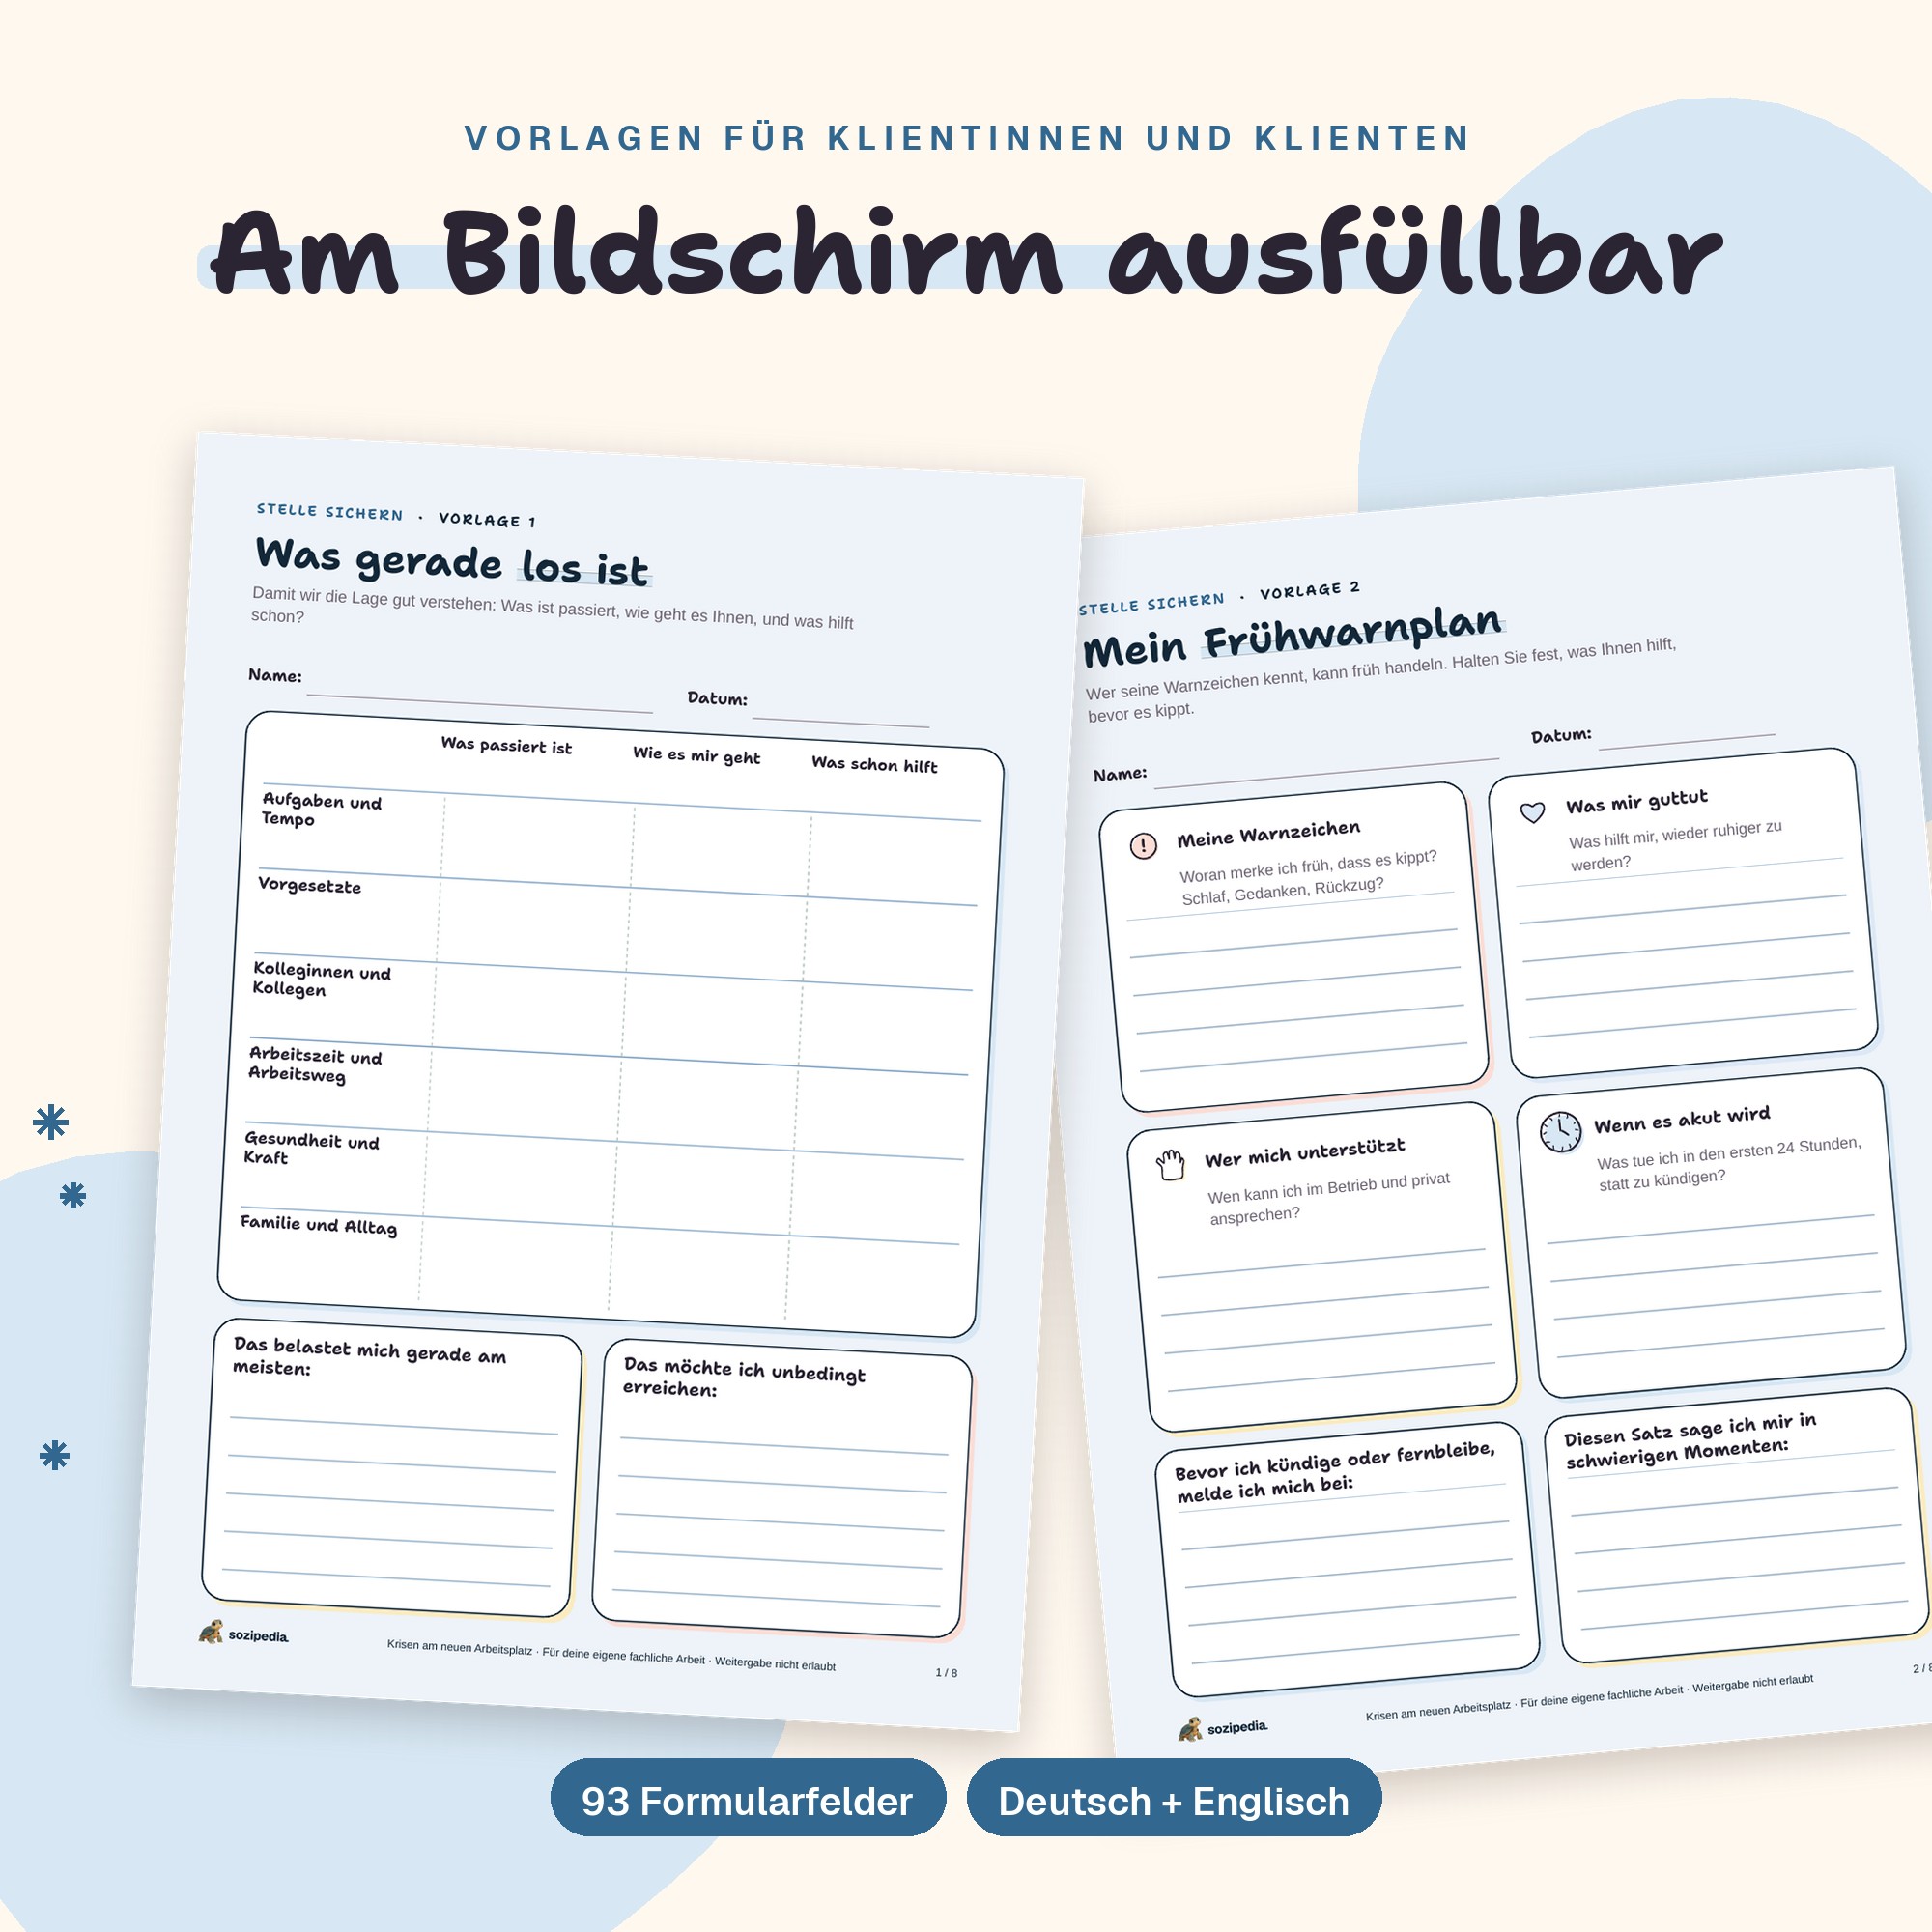 VORLAGEN FÜR KLIENTINNEN UND KLIENTEN
Am Bildschirm ausfüllbar
STELLE SICHERN · VORLAGE 1
Was gerade los ist
Damit wir die Lage gut verstehen: Was ist passiert, wie geht es Ihnen, und was hilft
schon?
Name:
Datum:
Was passiert ist
Wie es mir geht
Was schon hilft
Aufgaben und
Tempo
Vorgesetzte
Kolleginnen und
Kollegen
Arbeitszeit und
Arbeitsweg
Gesundheit und
Kraft
Familie und Alltag
Das belastet mich gerade am
meisten:
Das möchte ich unbedingt
erreichen:
sozipedia.
Krisen am neuen Arbeitsplatz · Für deine eigene fachliche Arbeit · Weitergabe nicht erlaubt
1 / 8
STELLE SICHERN · VORLAGE 2
Mein Frühwarnplan
Wer seine Warnzeichen kennt, kann früh handeln. Halten Sie fest, was Ihnen hilft,
bevor es kippt.
Name:
Datum:
Meine Warnzeichen
Woran merke ich früh, dass es kippt?
Schlaf, Gedanken, Rückzug?
Was mir guttut
Was hilft mir, wieder ruhiger zu
werden?
Wer mich unterstützt
Wen kann ich im Betrieb und privat
ansprechen?
Wenn es akut wird
Was tue ich in den ersten 24 Stunden,
statt zu kündigen?
Bevor ich kündige oder fernbleibe,
melde ich mich bei:
Diesen Satz sage ich mir in
schwierigen Momenten:
sozipedia.
Krisen am neuen Arbeitsplatz · Für deine eigene fachliche Arbeit · Weitergabe nicht erlaubt
2 / 8
93 Formularfelder
Deutsch + Englisch